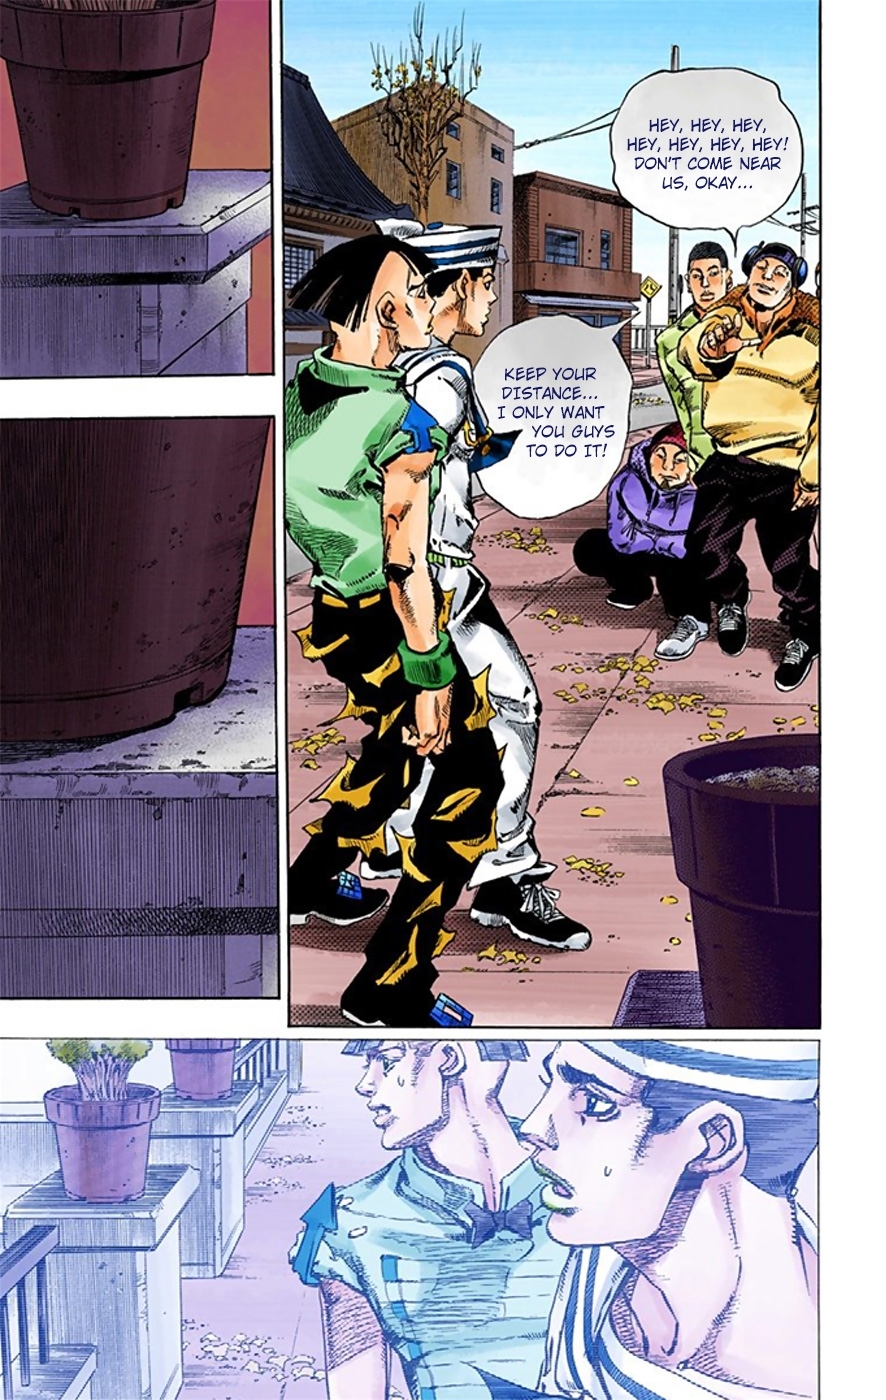 HEY, HEY, HEY,
HEY, HEY, HEY, HEY!
DON'T COME NEAR
US, OKAY...
KEEP YOUR
DISTANCE...
I ONLY WANT
YOU GUYS
TO DO IT!